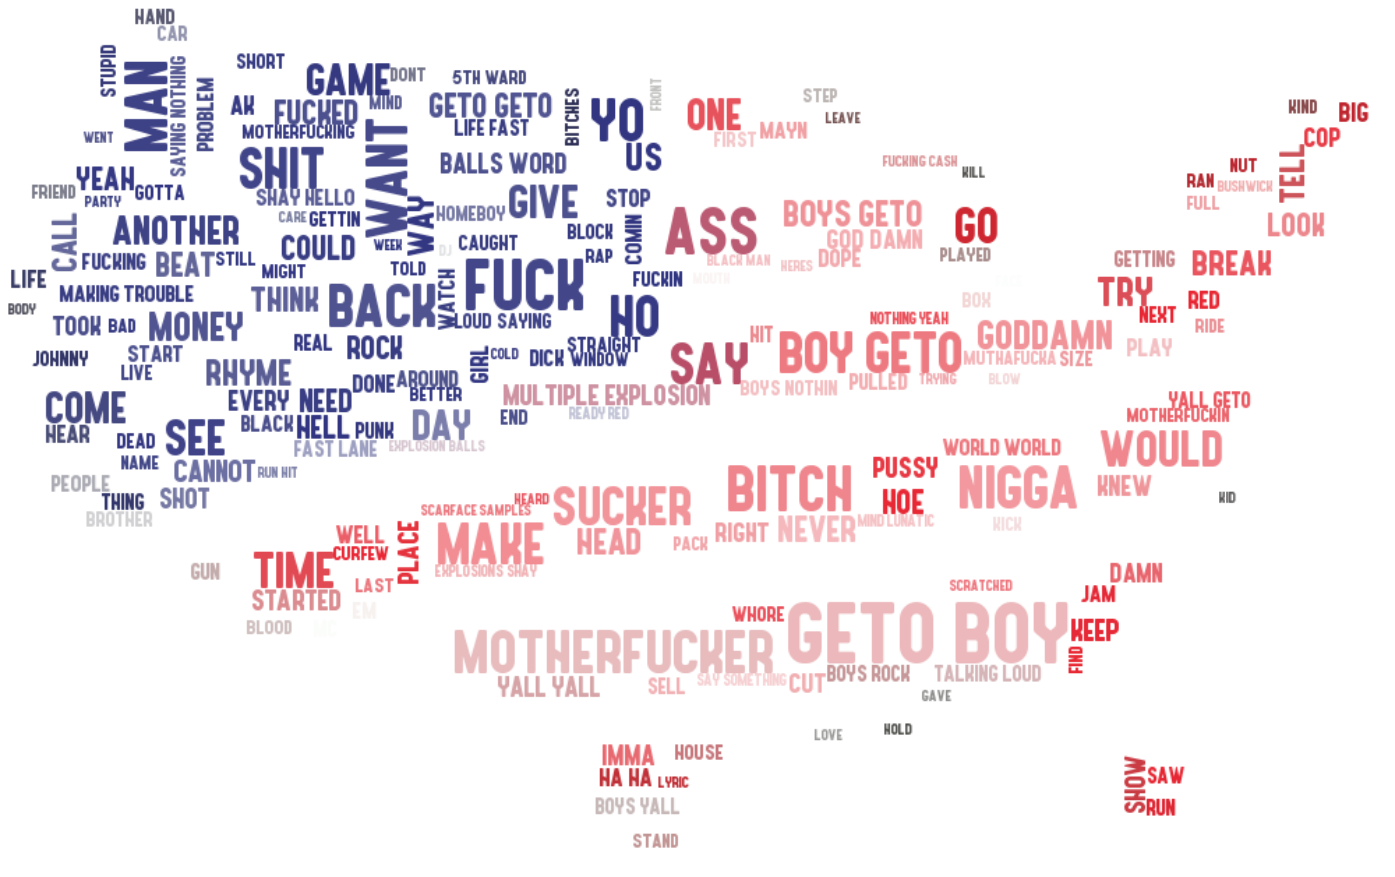 HAND
CAR
STUPID
MAN
SAYING NOTHING
PROBLEM
WENT
SHORT
GAME
DONT
AK
FUCKED
MIND
MOTHERFUCKING
5TH WARD
GETO GETO
LIFE FAST
BITCHES
YO
US
FRONT
ONE
FIRST
MAYN
STEP
LEAVE
KIND
BIG
COP
TELL
NUT
RAN
BUSHWICK
FULL
LOOK
SHIT
WANT
BALLS WORD
FUCKING CASH
KILL
YEAH
GOTTA
PARTY
FRIEND
SHAY HELLO
CARE
GETTIN
WAY
HOMEBOY
GIVE
STOP
CALL
ANOTHER
COULD
WEEK
DJ
CAUGHT
BLOCK
COMIN
RAP
ASS
BOYS GETO
GOD DAMN
GO
BLACK MAN
HERES
DOPE
PLAYED
MOUTH
GETTING
BREAK
FUCKING
BEAT
STILL
MIGHT
TOLD
WATCH
FUCK
FUCKIN
LIFE
BODY
MAKING TROUBLE
THINK
BACK
LOUD SAYING
HO
BOX
TRY
NEXT
RED
RIDE
TOOK
BAD
MONEY
REAL
ROCK
GIRL
COLD
STRAIGHT
DICK
WINDOW
SAY
HIT
NOTHING YEAH
BOY GETO
GODDAMN
MUTHAFUCKA
SIZE
PLAY
JOHNNY
START
LIVE
RHYME
DONE
AROUND
BETTER
MULTIPLE EXPLOSION
BOYS NOTHIN
PULLED
TRYING
BLOW
COME
HEAR
EVERY
NEED
BLACK
HELL
PUNK
DAY
END
READY RED
YALL GETO
MOTHERFUCKIN
DEAD
SEE
NAME
CANNOT
FAST LANE
EXPLOSION BALLS
RUN HIT
WORLD WORLD
WOULD
PEOPLE
THING
SHOT
BROTHER
HEARD
SCARFACE SAMPLES
SUCKER
BITCH
PUSSY
HOE
NIGGA
KNEW
KID
WELL
CURFEW
PLACE
MAKE
HEAD
PACK
RIGHT
NEVER
MIND LUNATIC
KICK
GUN
TIME
LAST
EXPLOSIONS SHAY
STARTED
EM
BLOOD
SCRATCHED
DAMN
JAM
WHORE
GETO BOY
KEEP
FIND
MOTHERFUCKER
YALL YALL
SELL
SAY SOMETHING
CUT
BOYS ROCK
TALKING LOUD
GAVE
LOVE
HOLD
IMMA
HOUSE
HA HA
LYRIC
BOYS YALL
STAND
SHOW
SAW
RUN